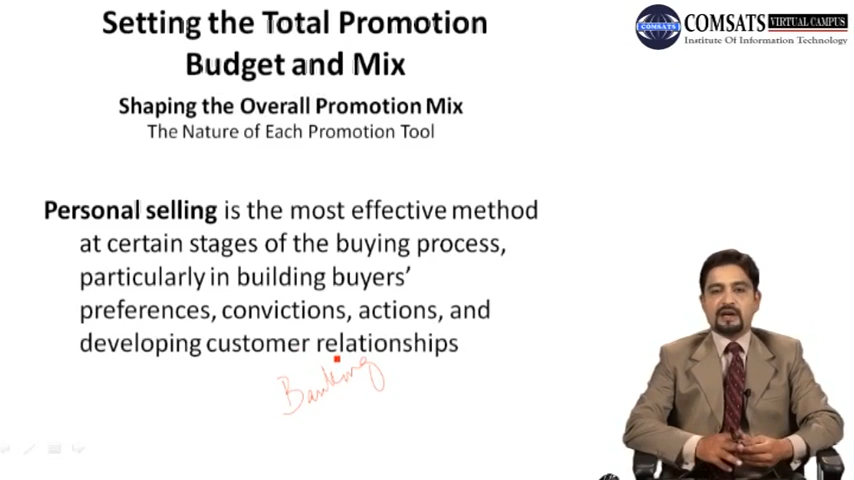 Setting the Total Promotion
Budget and Mix
Shaping the Overall Promotion Mix
The Nature of Each Promotion Tool
COMSATS VIRTUAL CAMPUS
Institute Of Information Technology
COMSATS
Personal selling is the most effective method
at certain stages of the buying process,
particularly in building buyers'
preferences, convictions, actions, and
developing customer relationships
Banking